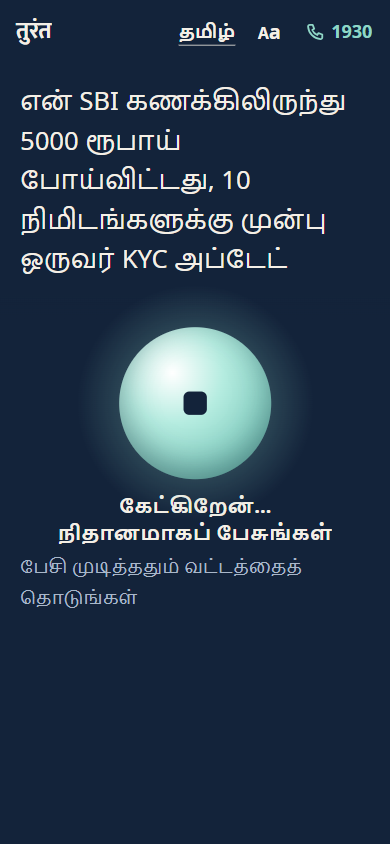 तुरंत
தமிழ்
Aa
1930
என் SBI கணக்கிலிருந்து
5000 ரூபாய்
போய்விட்டது, 10
நிமிடங்களுக்கு முன்பு
ஒருவர் KYC அப்டேட்
கேட்கிறேன்...
நிதானமாகப் பேசுங்கள்
பேசி முடித்ததும் வட்டத்தைத்
தொடுங்கள்